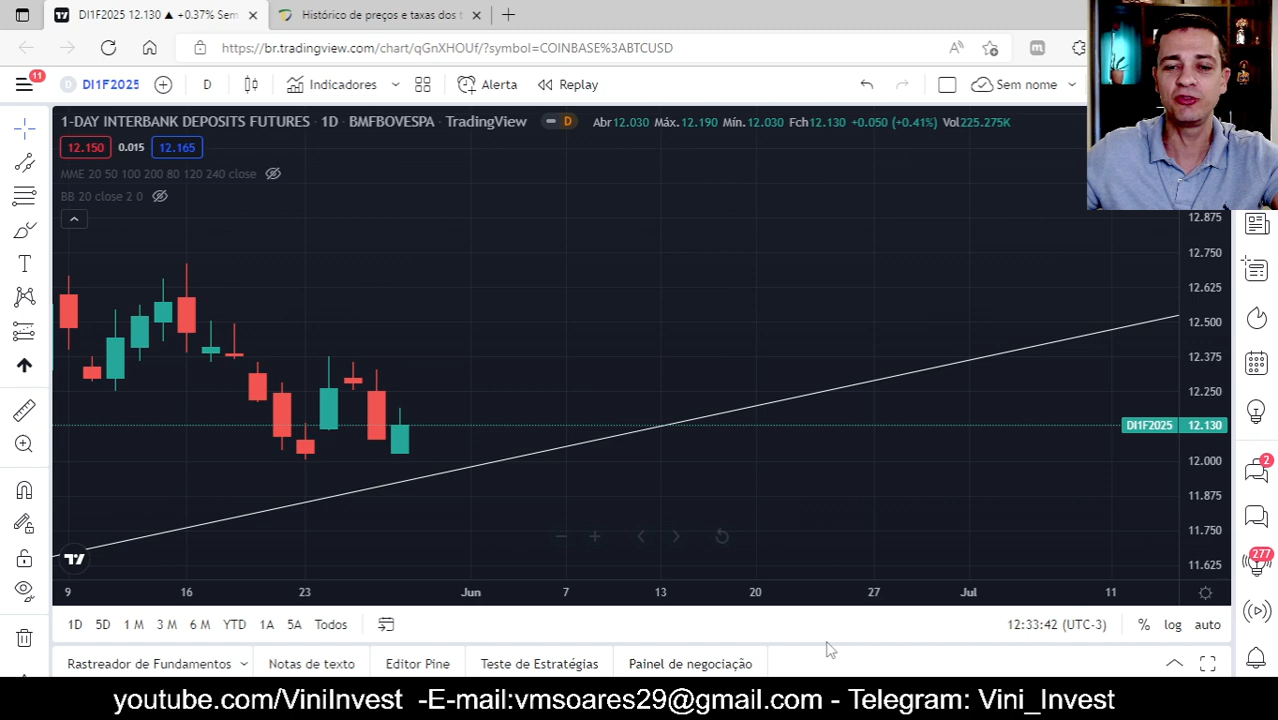 DI1F2025 12.130 ▲ +0.37% Sem
Histórico de preços e taxas dos t
https://br.tradingview.com/chart/qGnXHOUf/?symbol=COINBASE%3ABTCUSD
11
D DI1F2025 D Indicadores Alerta Replay Sem nome
1-DAY INTERBANK DEPOSITS FUTURES · 1D · BMFBOVESPA · TradingView D Abr12.030 Máx.12.190 Mín.12.030 Fch12.130 +0.050 (+0.41%) Vol225.275K
12.150 0.015 12.165
MME 20 50 100 200 80 120 240 close
BB 20 close 2 0
12.875
12.750
12.625
12.500
12.375
12.250
DI1F2025 12.130
12.000
11.875
11.750
11.625
2
277
9 16 23 Jun 7 13 20 27 Jul 11
1D 5D 1 M 3 M 6 M YTD 1A 5A Todos 12:33:42 (UTC-3) % log auto
Rastreador de Fundamentos Notas de texto Editor Pine Teste de Estratégias Painel de negociação
youtube.com/ViniInvest -E-mail:vmsoares29@gmail.com - Telegram: Vini_Invest